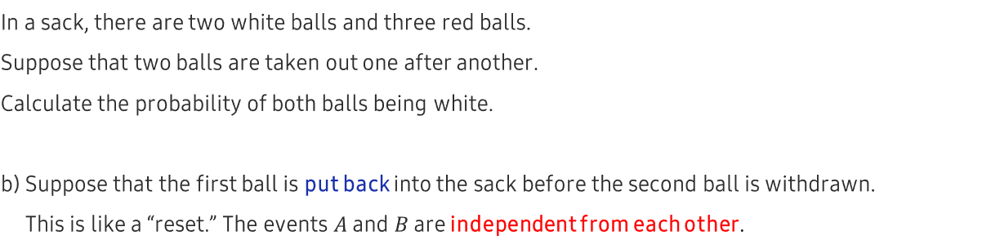 In a sack, there are two white balls and three red balls.
Suppose that two balls are taken out one after another.
Calculate the probability of both balls being white.
b) Suppose that the first ball is put back into the sack before the second ball is withdrawn.
This is like a “reset.” The events A and B are independent from each other.